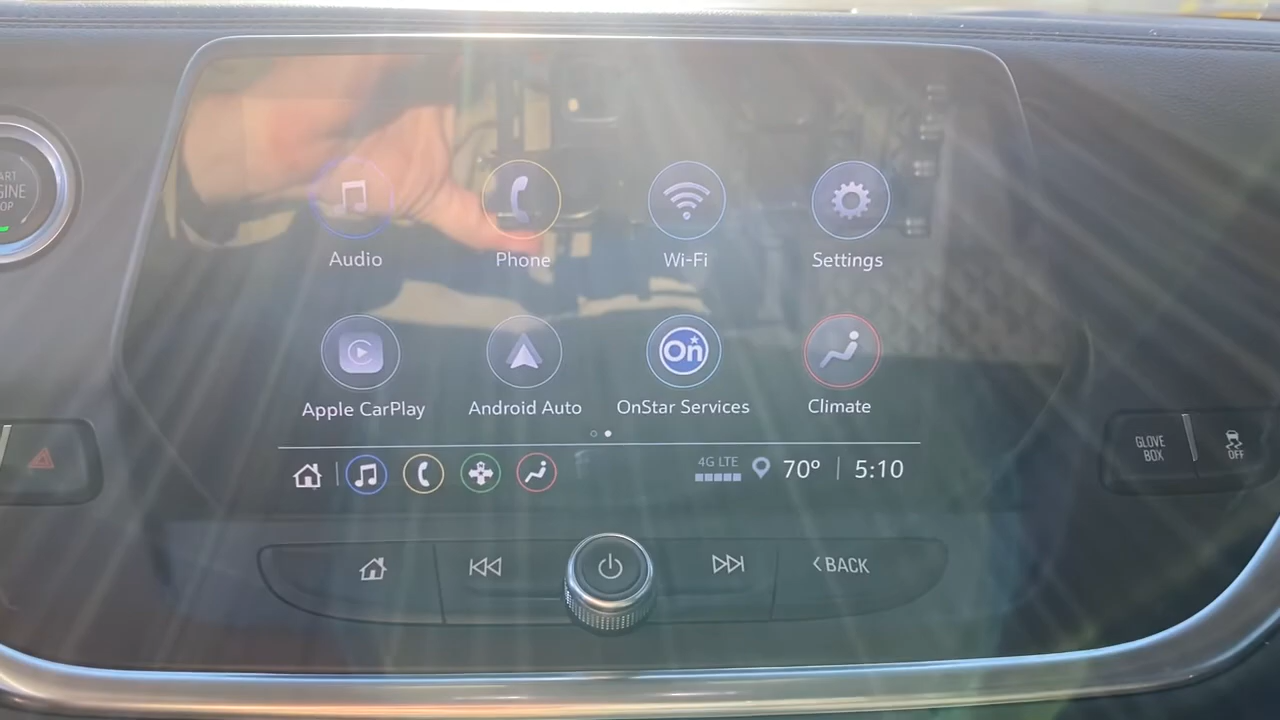 ENGINE
Audio
Phone
Wi-Fi
Settings
Apple CarPlay
Android Auto
On
OnStar Services
Climate
4G LTE
70°
5:10
GLOVE
BOX
OFF
BACK